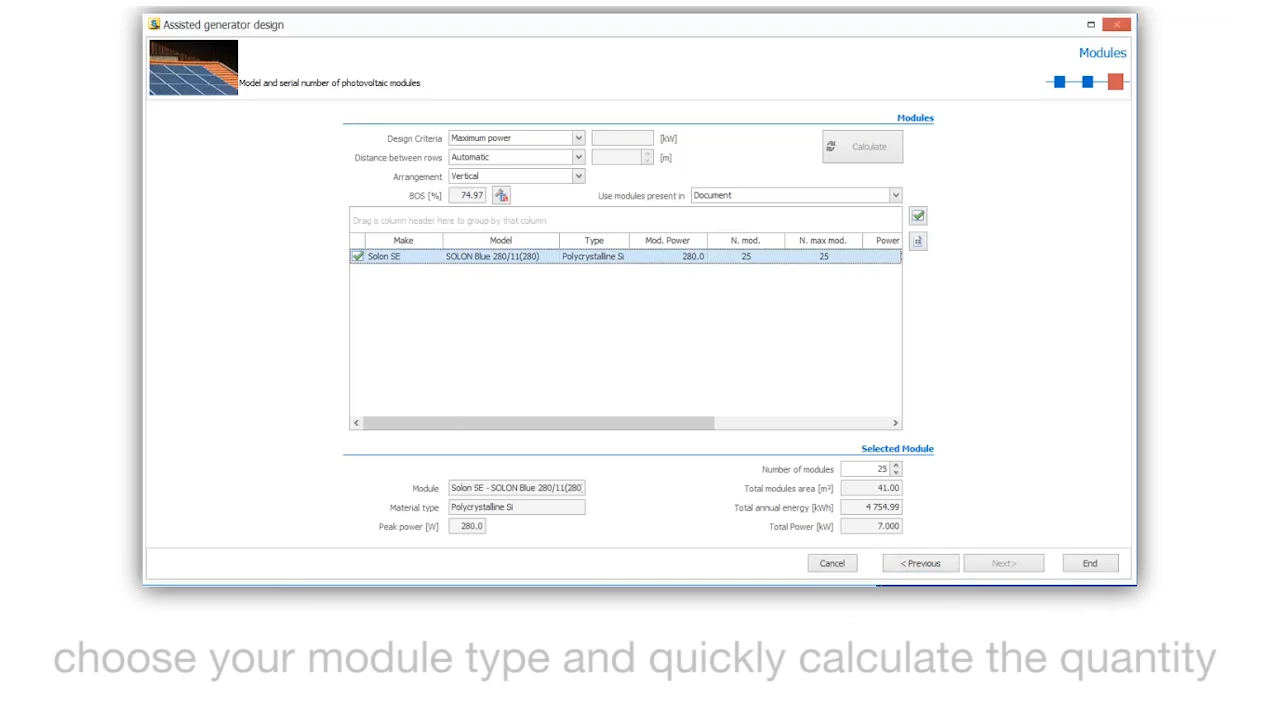 Assisted generator design
Modules
Model and serial number of photovoltaic modules
Modules
Design Criteria Maximum power [kW] Calculate
Distance between rows Automatic [m]
Arrangement Vertical
BOS [%] 74.97 Use modules present in Document
Drag a column header here to group by that column
Make Model Type Mod. Power N. mod. N. max mod. Power
Solon SE SOLON Blue 280/11(280) Polycrystalline Si 280.0 25 25
Selected Module
Number of modules 25
Module Solon SE - SOLON Blue 280/11(280) Total modules area [m²] 41.00
Material type Polycrystalline Si Total annual energy [kWh] 4 754.99
Peak power [W] 280.0 Total Power [kW] 7.000
Cancel < Previous Next> End
choose your module type and quickly calculate the quantity